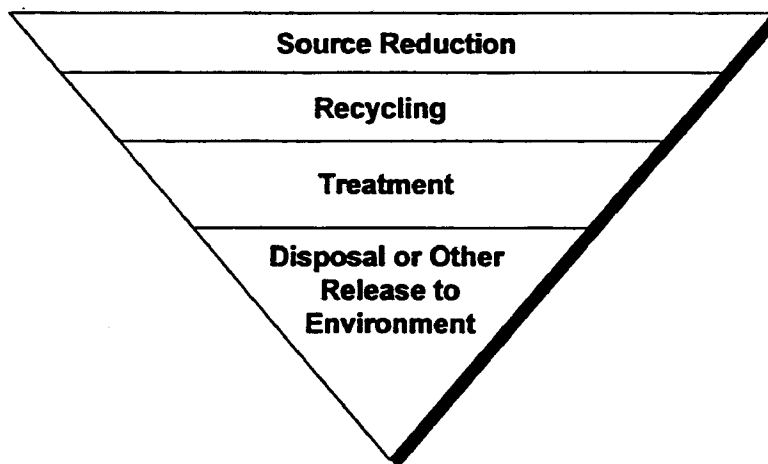 Source Reduction
Recycling
Treatment
Disposal or Other
Release to
Environment